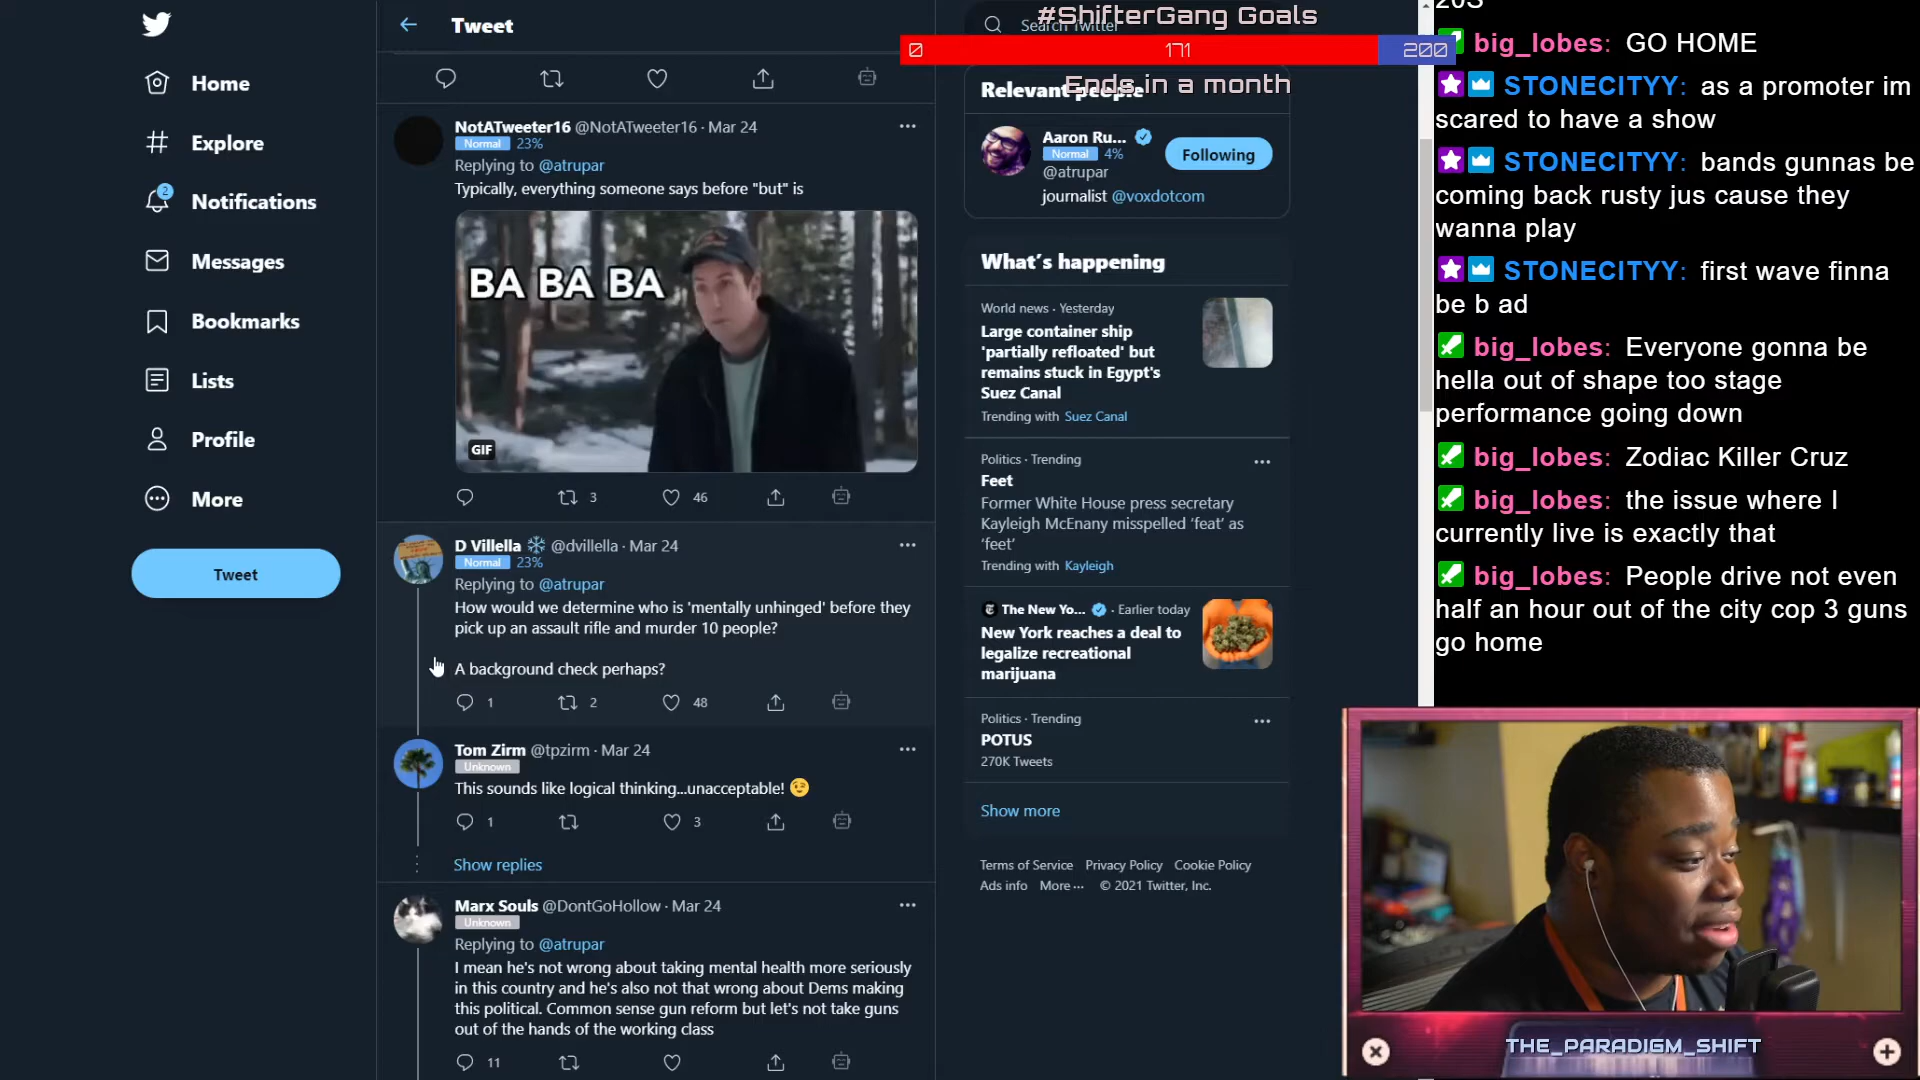 Home
Explore
2
Notifications
Messages
Bookmarks
Lists
Profile
More
Tweet
Tweet
NotATweeter16 @NotATweeter16 · Mar 24
Normal 23%
Replying to @atrupar
Typically, everything someone says before "but" is
BA BA BA
GIF
3 46
D Villella @dvillella · Mar 24
Normal 23%
Replying to @atrupar
How would we determine who is 'mentally unhinged' before they
pick up an assault rifle and murder 10 people?
A background check perhaps?
1 2 48
Tom Zirm @tpzirm · Mar 24
Unknown
This sounds like logical thinking...unacceptable! 😉
1 3
Show replies
Marx Souls @DontGoHollow · Mar 24
Unknown
Replying to @atrupar
I mean he's not wrong about taking mental health more seriously
in this country and he's also not that wrong about Dems making
this political. Common sense gun reform but let's not take guns
out of the hands of the working class
11
#ShifterGang Goals
Search Twitter
0 171 200
Ends in a month
Relevant people
Aaron Ru...
Normal 4%
@atrupar
Following
journalist @voxdotcom
What's happening
World news · Yesterday
Large container ship
'partially refloated' but
remains stuck in Egypt's
Suez Canal
Trending with Suez Canal
Politics · Trending
Feet
Former White House press secretary
Kayleigh McEnany misspelled 'feat' as
'feet'
Trending with Kayleigh
The New Yo... · Earlier today
New York reaches a deal to
legalize recreational
marijuana
Politics · Trending
POTUS
270K Tweets
Show more
Terms of Service Privacy Policy Cookie Policy
Ads info More ··· © 2021 Twitter, Inc.
big_lobes: GO HOME
STONECITYY: as a promoter im
scared to have a show
STONECITYY: bands gunnas be
coming back rusty jus cause they
wanna play
STONECITYY: first wave finna
be b ad
big_lobes: Everyone gonna be
hella out of shape too stage
performance going down
big_lobes: Zodiac Killer Cruz
big_lobes: the issue where I
currently live is exactly that
big_lobes: People drive not even
half an hour out of the city cop 3 guns
go home
THE_PARADIGM_SHIFT